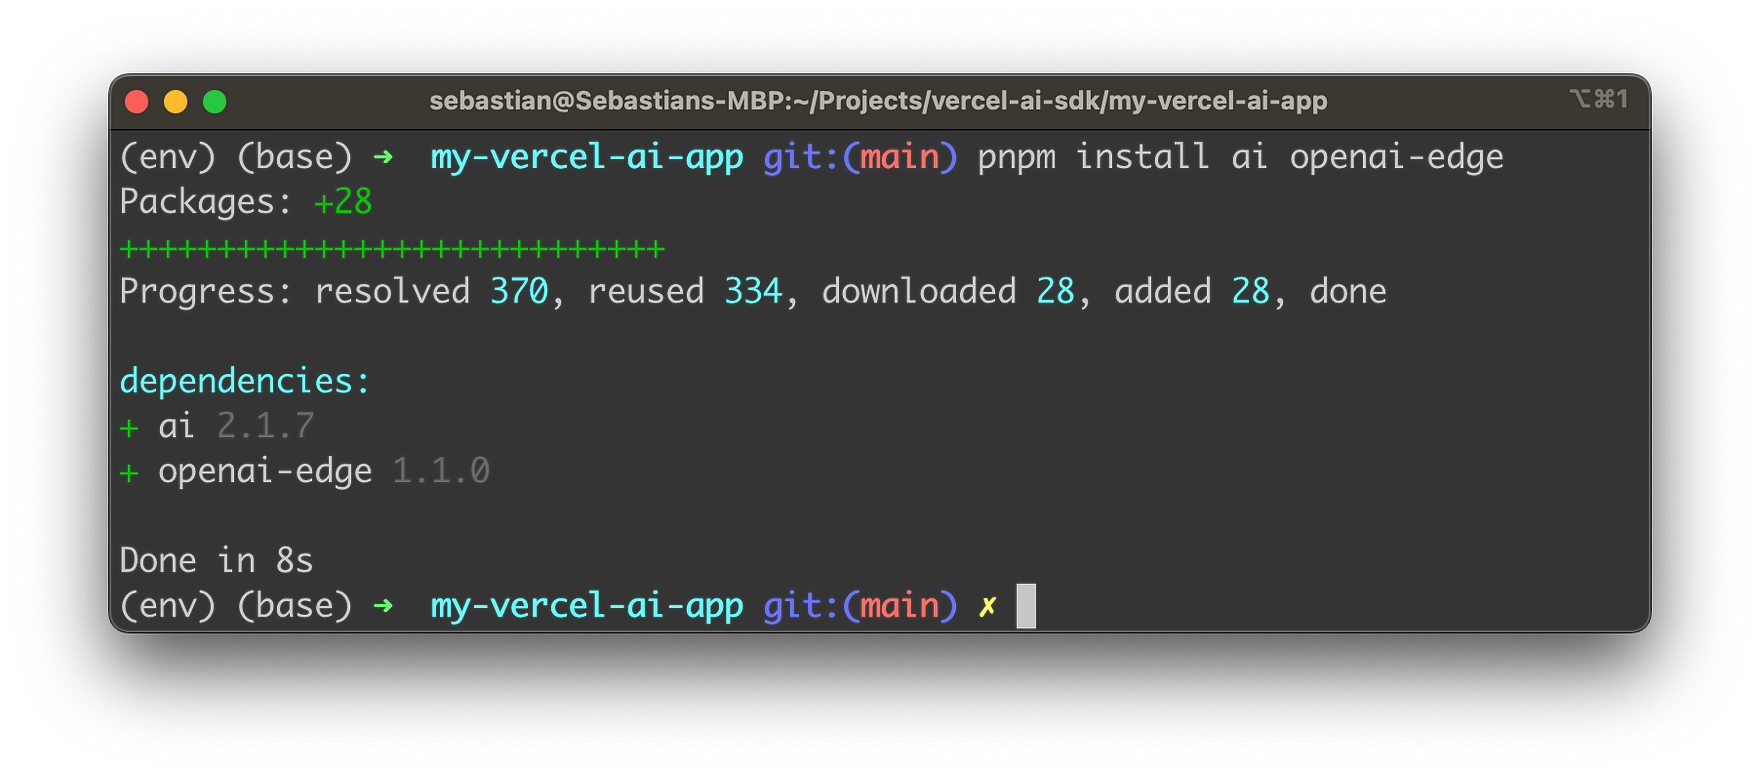 sebastian@Sebastians-MBP:~/Projects/vercel-ai-sdk/my-vercel-ai-app ⌥⌘1
(env) (base) ➜  my-vercel-ai-app git:(main) pnpm install ai openai-edge
Packages: +28
++++++++++++++++++++++++++++
Progress: resolved 370, reused 334, downloaded 28, added 28, done
dependencies:
+ ai 2.1.7
+ openai-edge 1.1.0
Done in 8s
(env) (base) ➜  my-vercel-ai-app git:(main) ✗